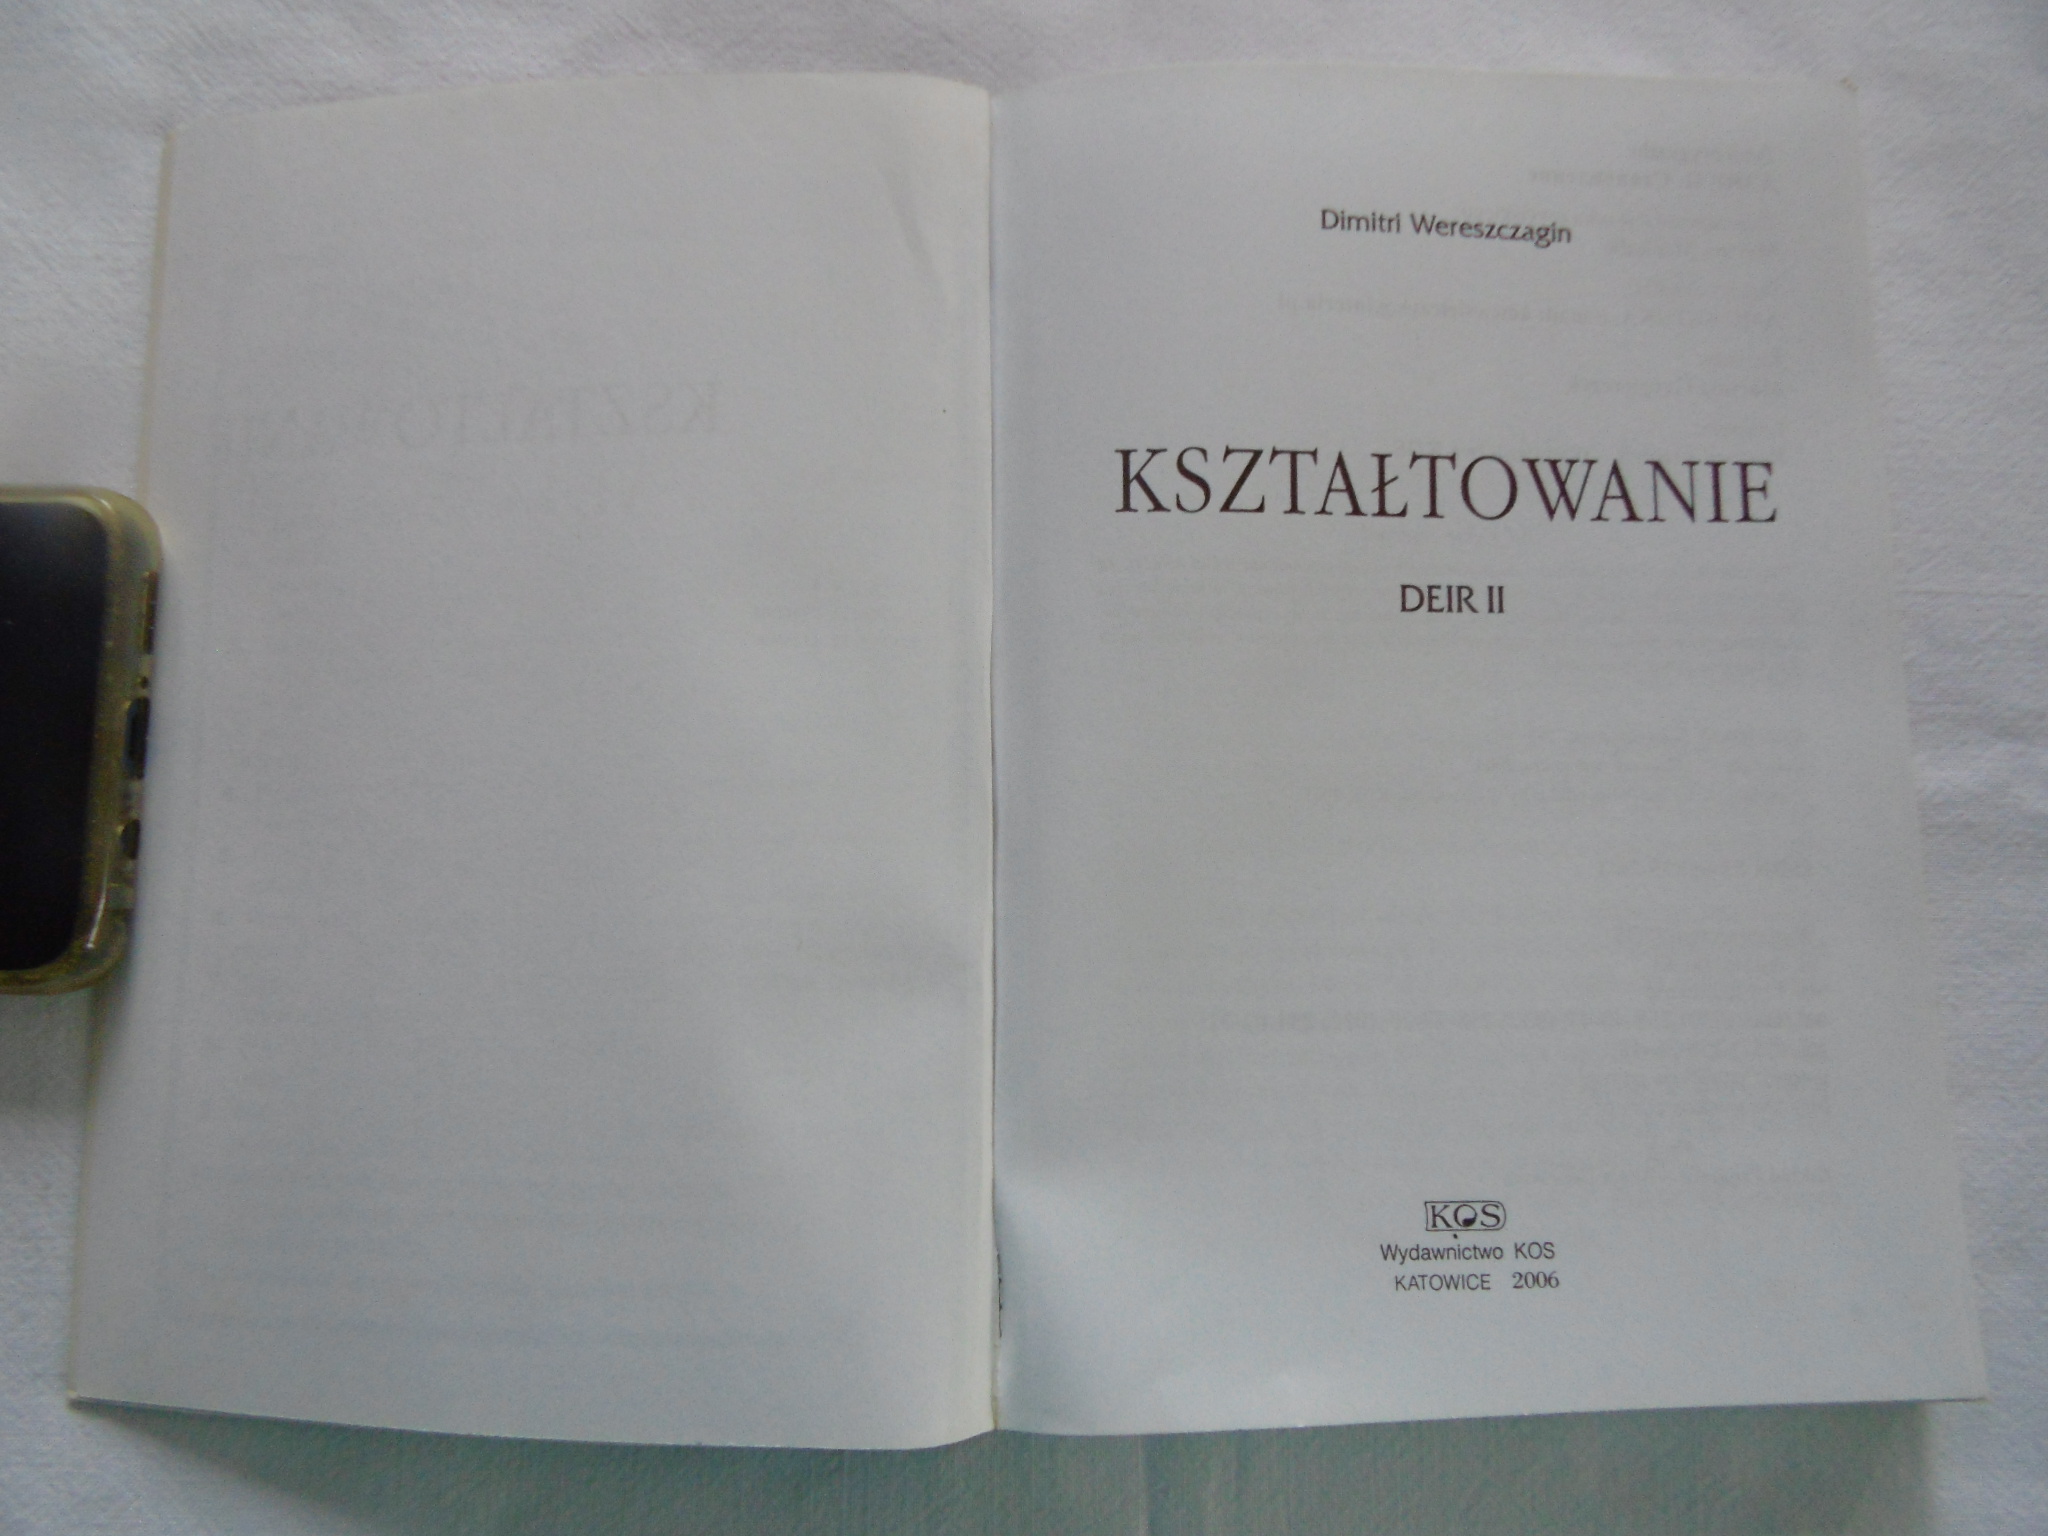 Dimitri Wereszczagin
KSZTAŁTOWANIE
DEIR II
KOS
Wydawnictwo KOS
KATOWICE 2006